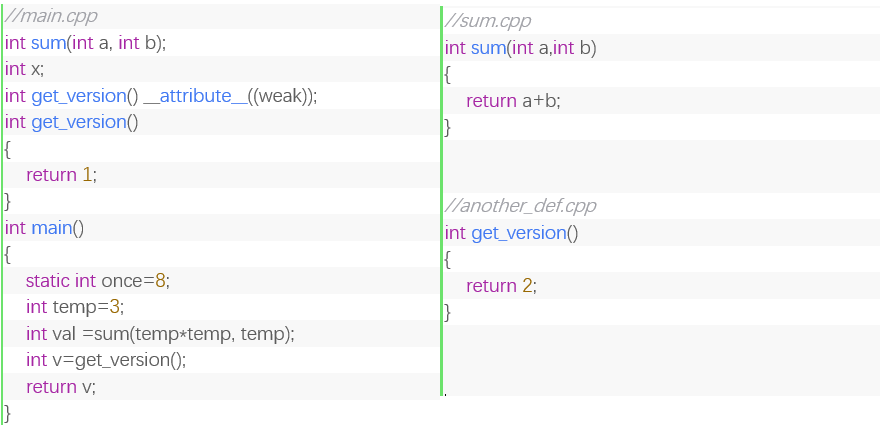 //main.cpp
int sum(int a, int b);
int x;
int get_version() __attribute__((weak));
int get_version()
{
return 1;
}
int main()
{
static int once=8;
int temp=3;
int val =sum(temp*temp, temp);
int v=get_version();
return v;
}
//sum.cpp
int sum(int a,int b)
{
return a+b;
}
//another_def.cpp
int get_version()
{
return 2;
}
.